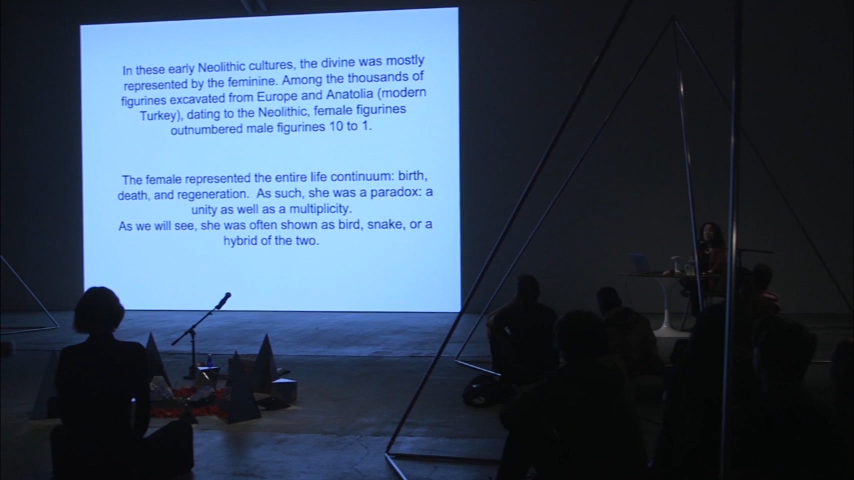 In these early Neolithic cultures, the divine was mostly
represented by the feminine. Among the thousands of
figurines excavated from Europe and Anatolia (modern
Turkey), dating to the Neolithic, female figurines
outnumbered male figurines 10 to 1.
The female represented the entire life continuum: birth,
death, and regeneration. As such, she was a paradox: a
unity as well as a multiplicity.
As we will see, she was often shown as bird, snake, or a
hybrid of the two.